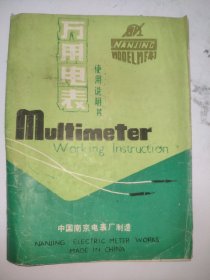 万用电表
使用说明书
NANJING
MODEL MF47
Multimeter
Working Instruction
中国南京电表厂制造
NANJING ELECTRIC METER WORKS
MADE IN CHINA